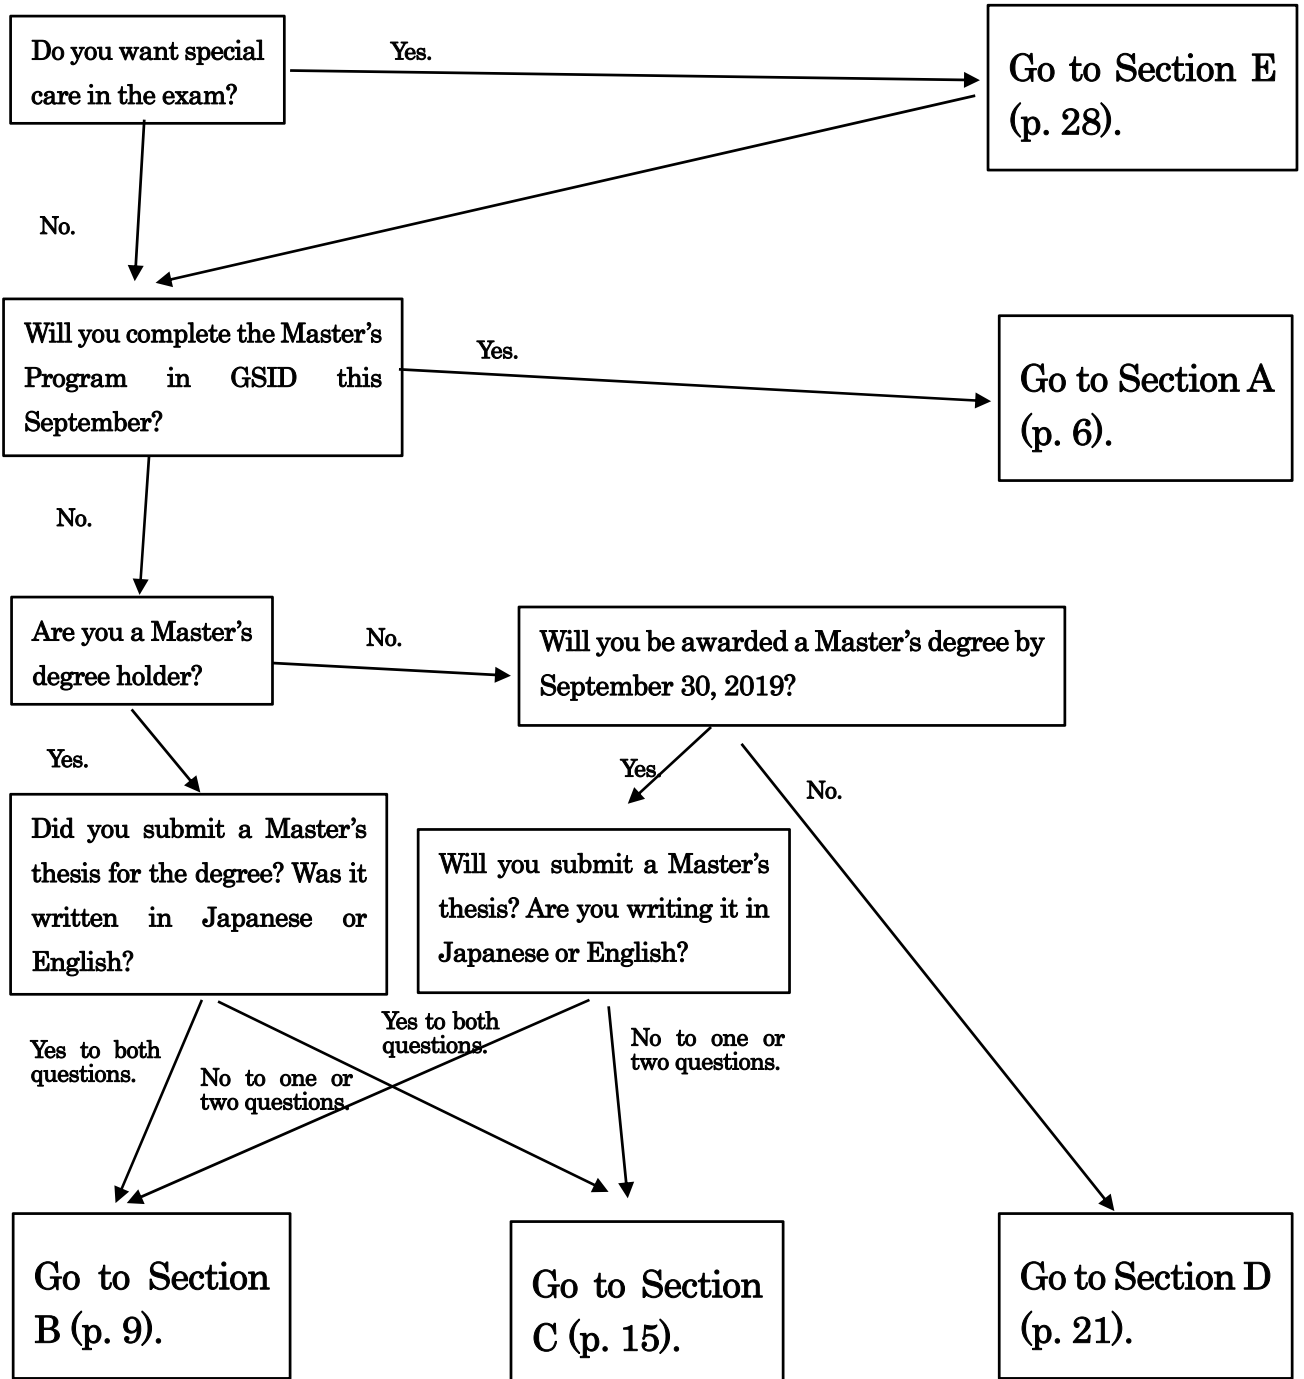 Do you want special
care in the exam?
Yes.
Go to Section E
(p. 28).
No.
Will you complete the Master's
Program in GSID this
September?
Yes.
Go to Section A
(p. 6).
No.
Are you a Master's
degree holder?
No.
Will you be awarded a Master's degree by
September 30, 2019?
Yes.
Yes.
No.
Did you submit a Master's
thesis for the degree? Was it
written in Japanese or
English?
Will you submit a Master's
thesis? Are you writing it in
Japanese or English?
Yes to both
questions.
No to one or
two questions.
Yes to both
questions.
No to one or
two questions.
Go to Section
B (p. 9).
Go to Section
C (p. 15).
Go to Section D
(p. 21).